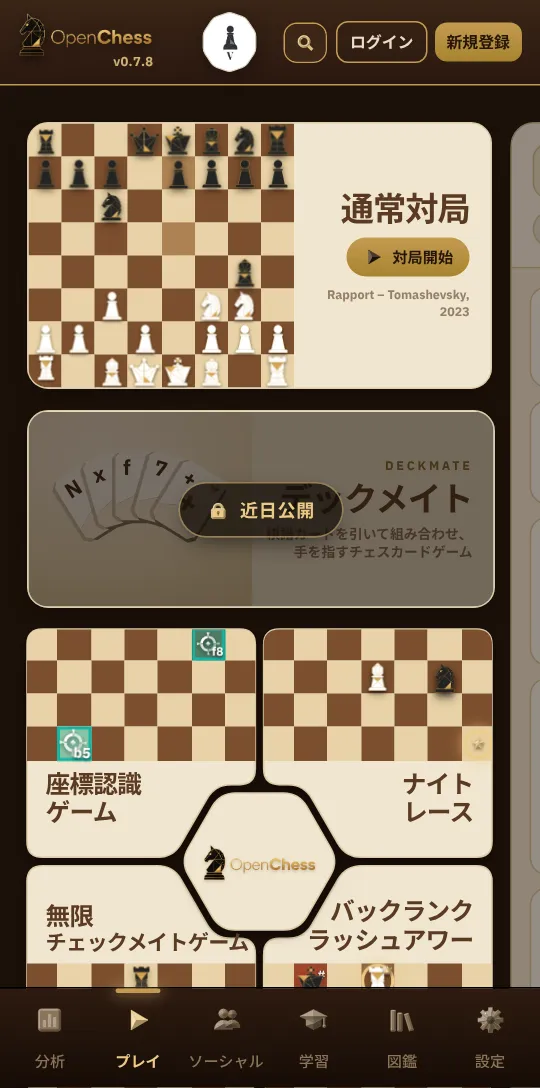 OpenChess
v0.7.8
V
ログイン
新規登録
通常対局
対局開始
Rapport – Tomashevsky,
2023
N x f 7 +
DECKMATE
デックメイト
近日公開
を引いて組み合わせ、
手を指すチェスカードゲーム
f8
b5
座標認識
ゲーム
ナイト
レース
OpenChess
無限
チェックメイトゲーム
バックランク
ラッシュアワー
#
分析
プレイ
ソーシャル
学習
図鑑
設定